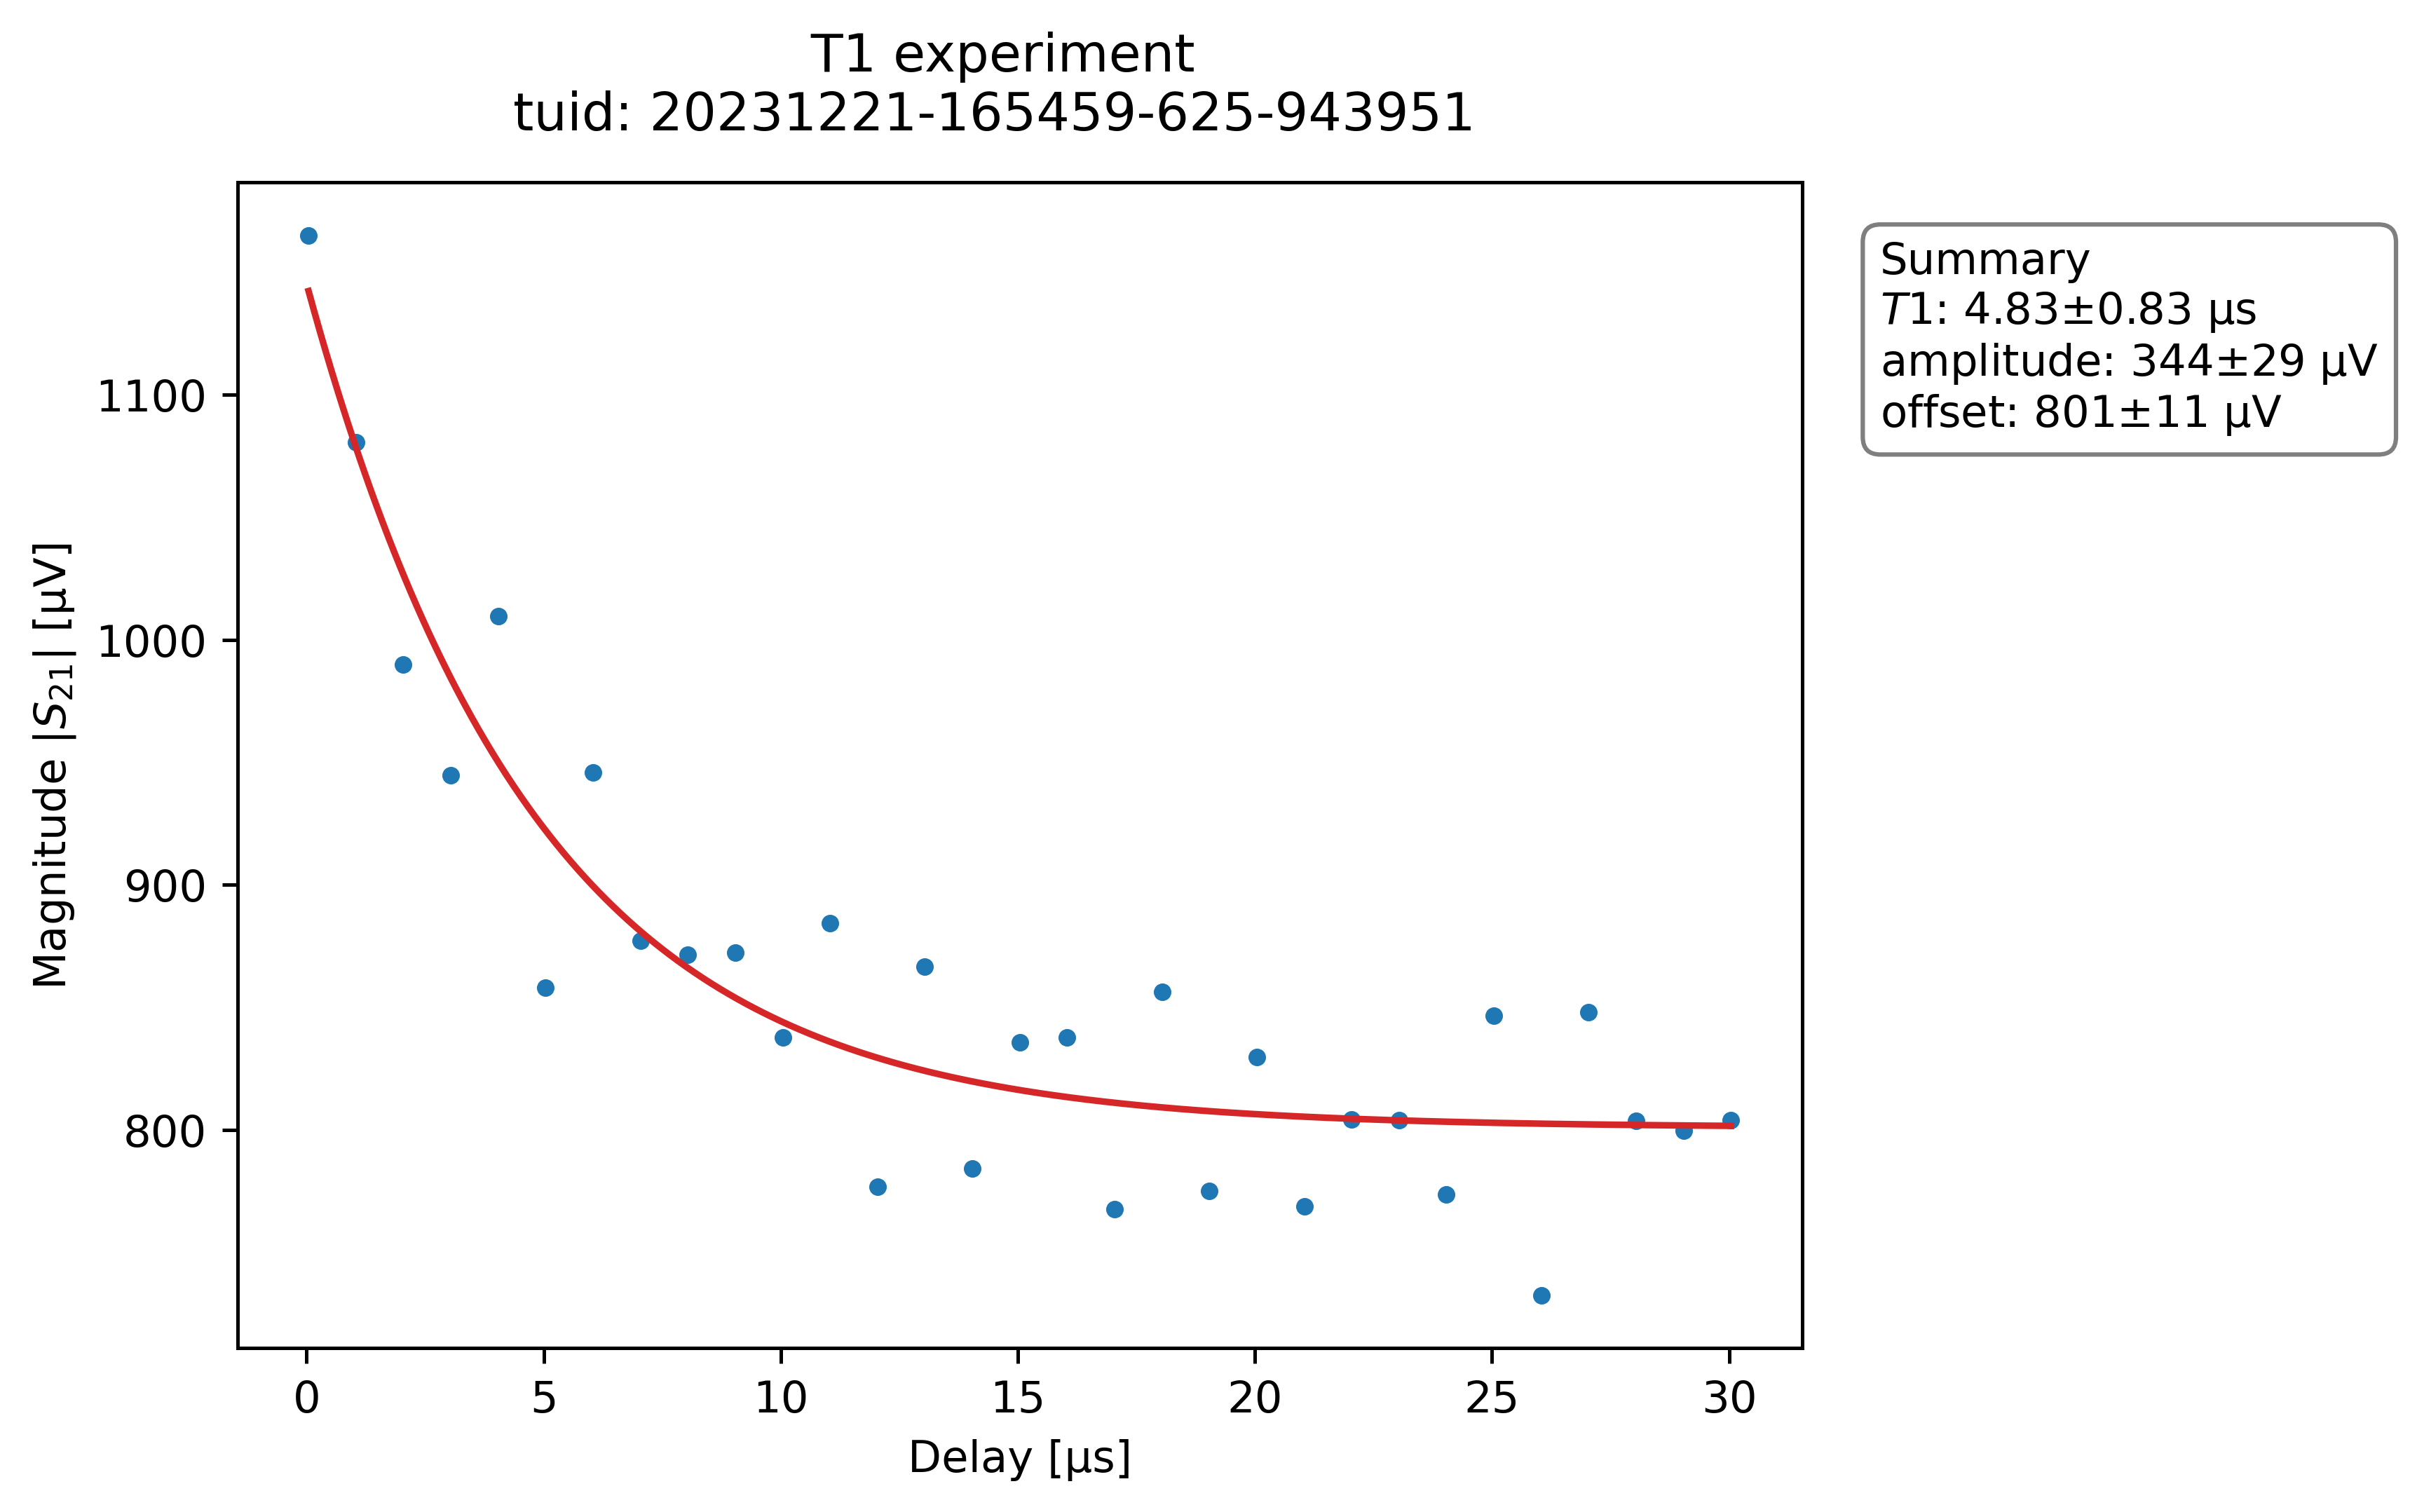 T1 experiment
tuid: 20231221-165459-625-943951
Summary
T1: 4.83±0.83 µs
amplitude: 344±29 µV
offset: 801±11 µV
Magnitude |S21| [µV]
1100
1000
900
800
0 5 10 15 20 25 30
Delay [µs]